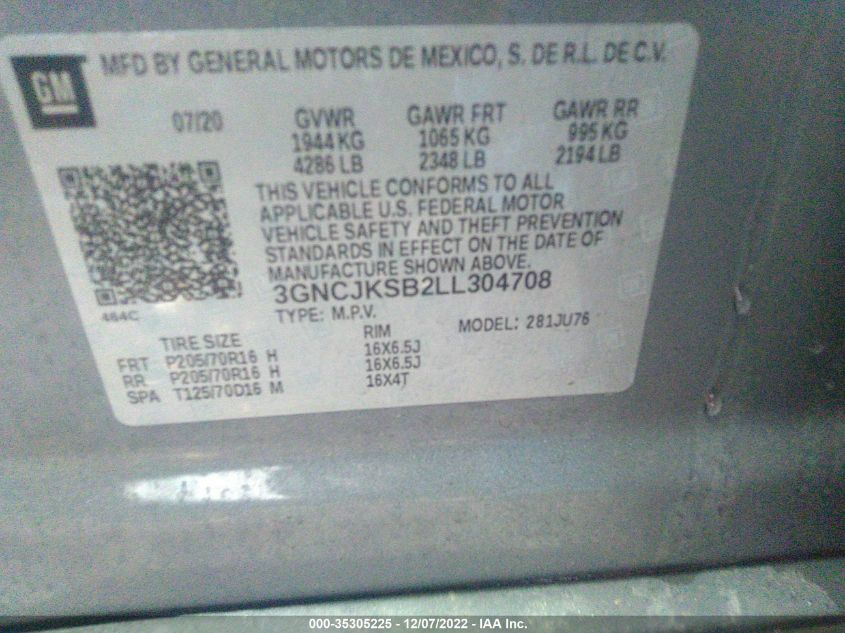 GM
MFD BY GENERAL MOTORS DE MEXICO, S. DE R.L. DE C.V.
07/20 GVWR GAWR FRT GAWR RR
1944 KG 1065 KG 995 KG
4286 LB 2348 LB 2194 LB
THIS VEHICLE CONFORMS TO ALL
APPLICABLE U.S. FEDERAL MOTOR
VEHICLE SAFETY AND THEFT PREVENTION
STANDARDS IN EFFECT ON THE DATE OF
MANUFACTURE SHOWN ABOVE.
3GNCJKSB2LL304708
464C
TYPE: M.P.V. MODEL: 281JU76
TIRE SIZE RIM
FRT P205/70R16 H 16X6.5J
RR P205/70R16 H 16X6.5J
SPA T125/70D16 M 16X4T
000-35305225 - 12/07/2022 - IAA Inc.